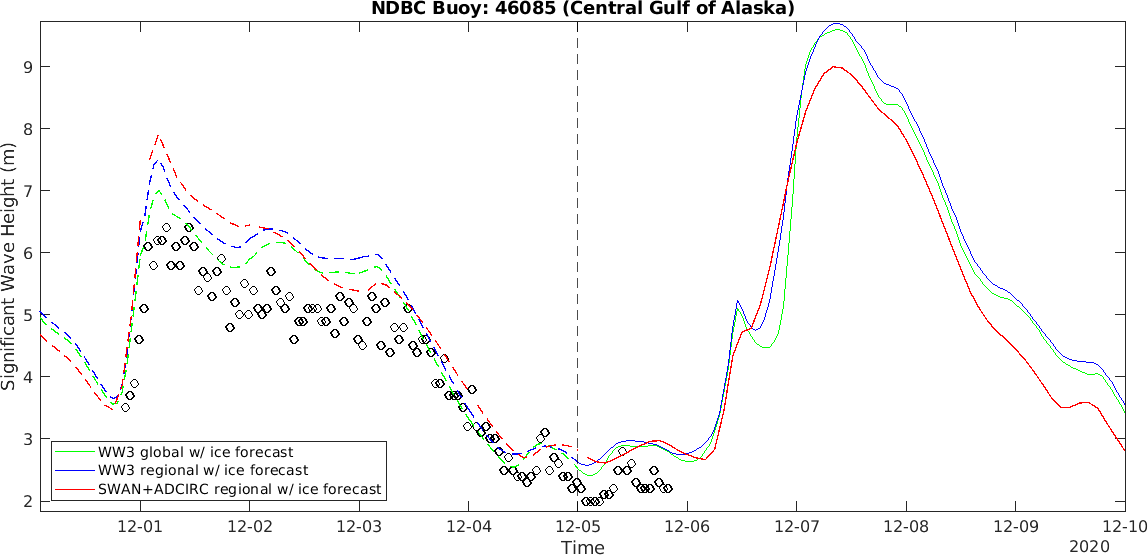 NDBC Buoy: 46085 (Central Gulf of Alaska)
Significant Wave Height (m)
9
8
7
6
5
4
3
2
WW3 global w/ ice forecast
WW3 regional w/ ice forecast
SWAN+ADCIRC regional w/ ice forecast
12-01 12-02 12-03 12-04 12-05 12-06 12-07 12-08 12-09 12-10
Time
2020